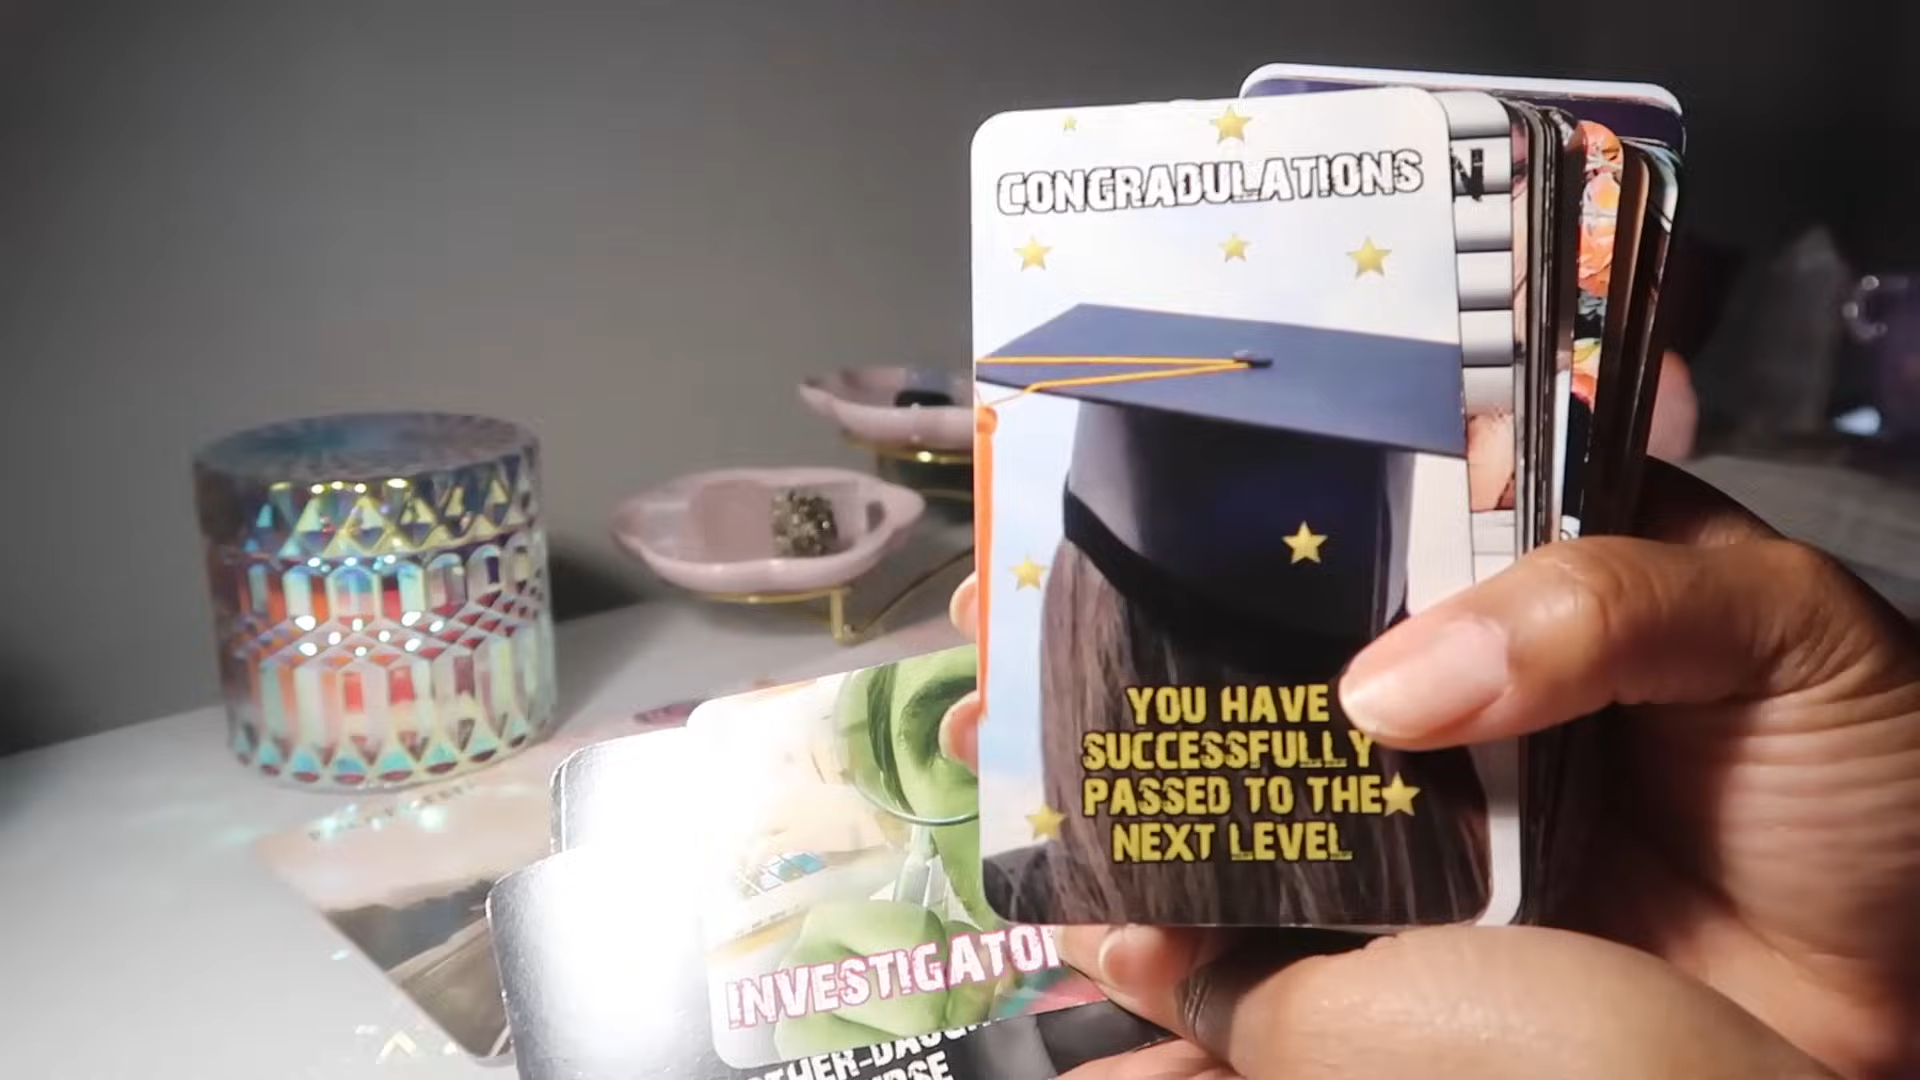 CONGRADULATIONS
N
YOU HAVE
SUCCESSFULLY
PASSED TO THE
NEXT LEVEL
INVESTIGATOR